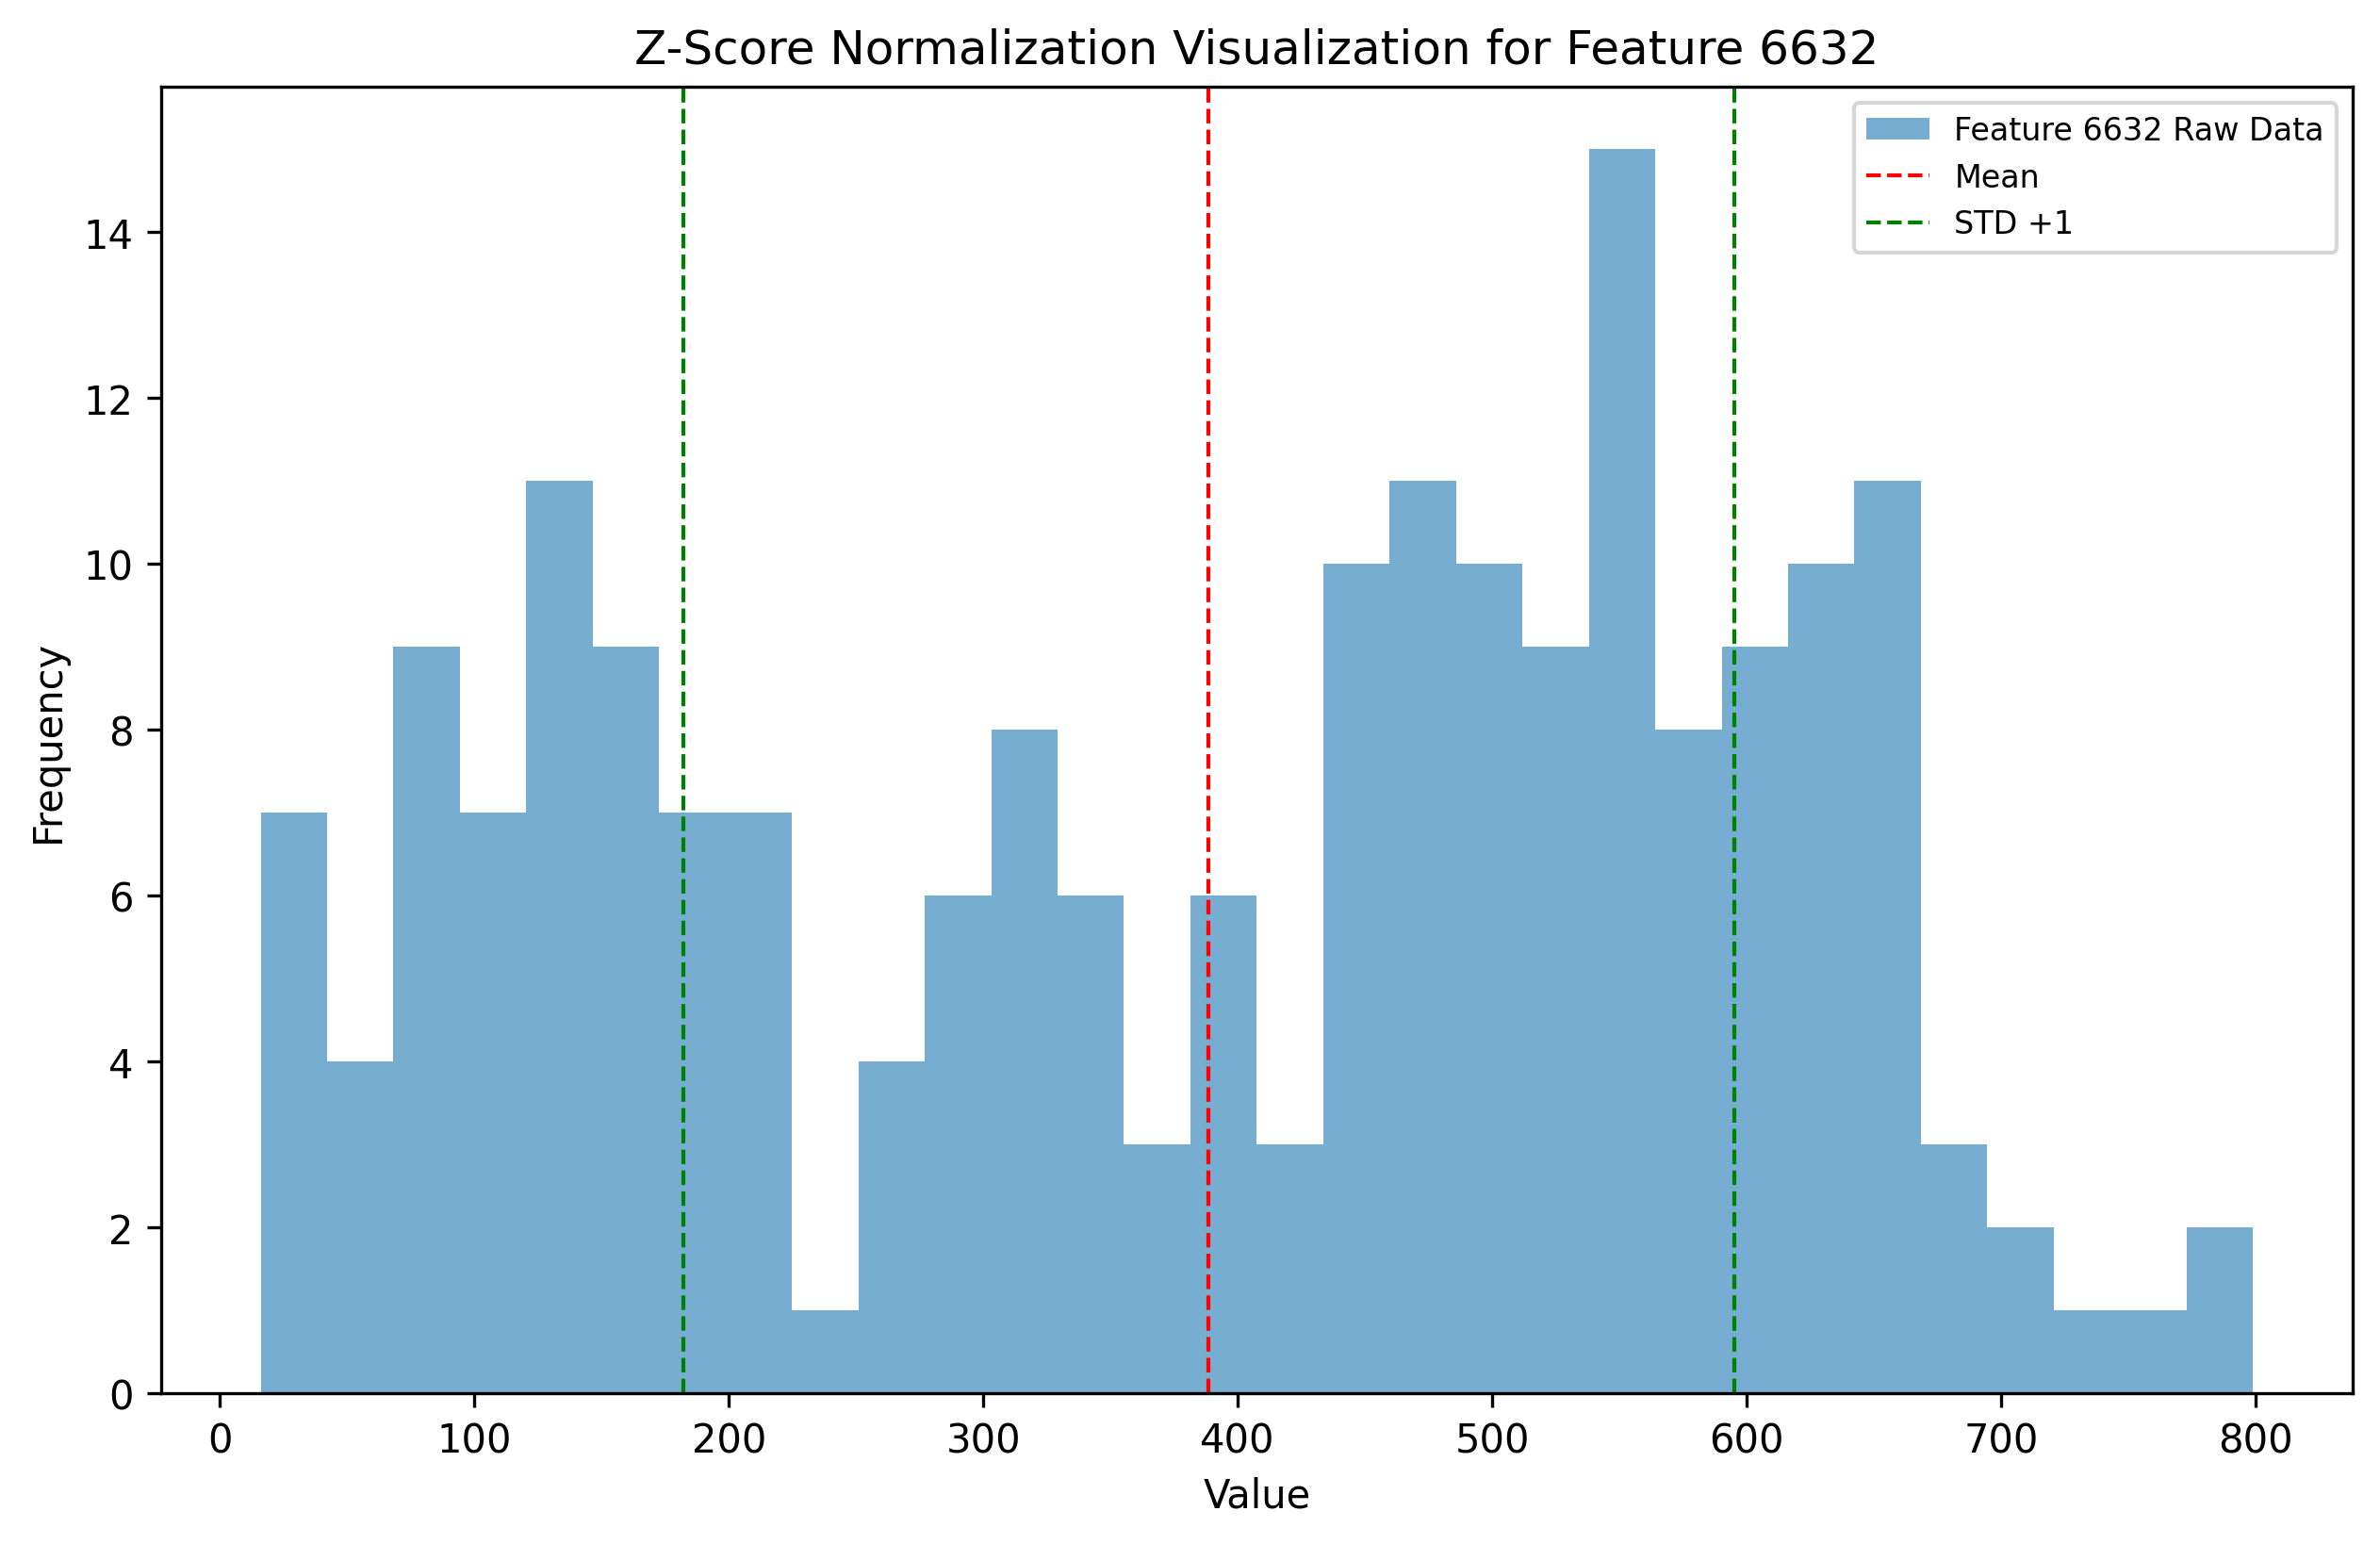 Z-Score Normalization Visualization for Feature 6632
Feature 6632 Raw Data
Mean
STD +1
Frequency
14
12
10
8
6
4
2
0
0 100 200 300 400 500 600 700 800
Value